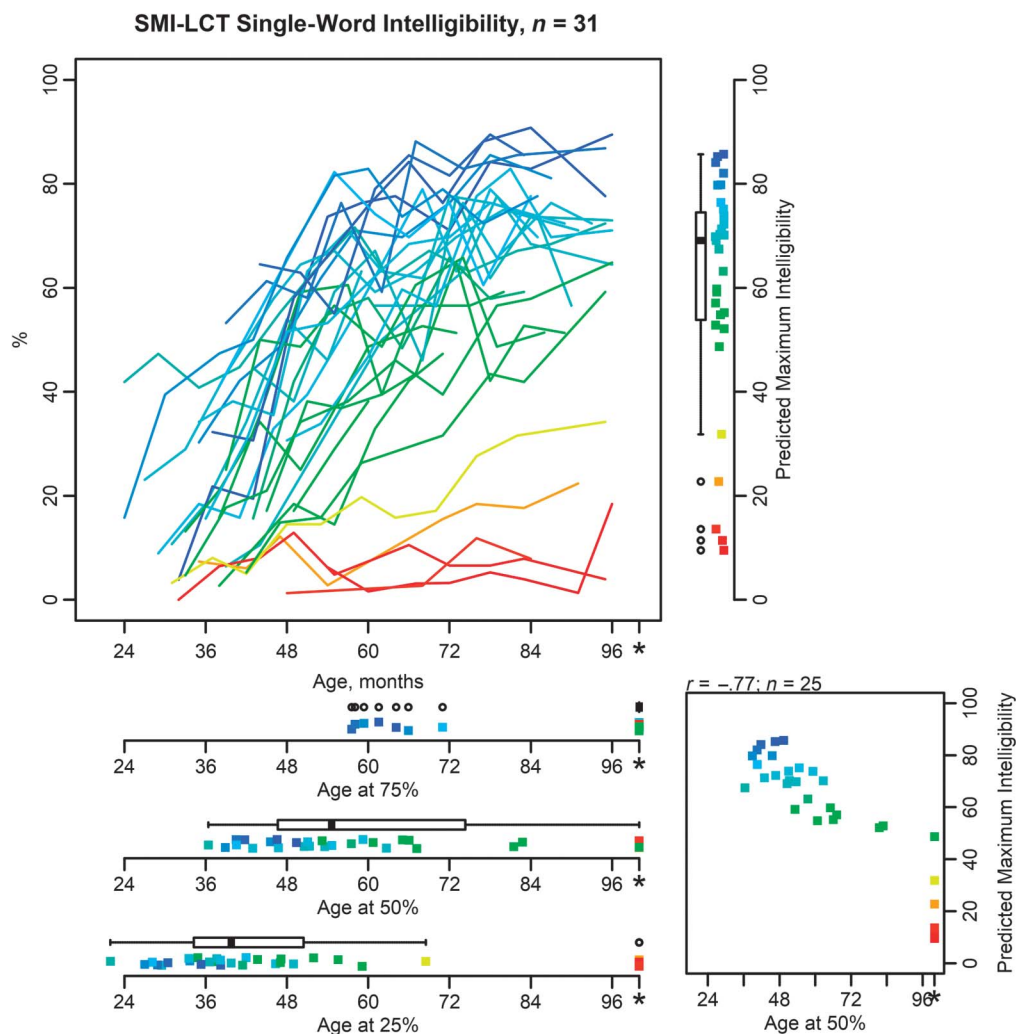 SMI-LCT Single-Word Intelligibility, n = 31
100
80
60
40
20
0
%
24 36 48 60 72 84 96 *
Age, months
100
80
60
40
20
0
Predicted Maximum Intelligibility
24 36 48 60 72 84 96 *
Age at 75%
24 36 48 60 72 84 96 *
Age at 50%
24 36 48 60 72 84 96 *
Age at 25%
r = –.77; n = 25
100
80
60
40
20
0
Predicted Maximum Intelligibility
24 48 72 96 *
Age at 50%